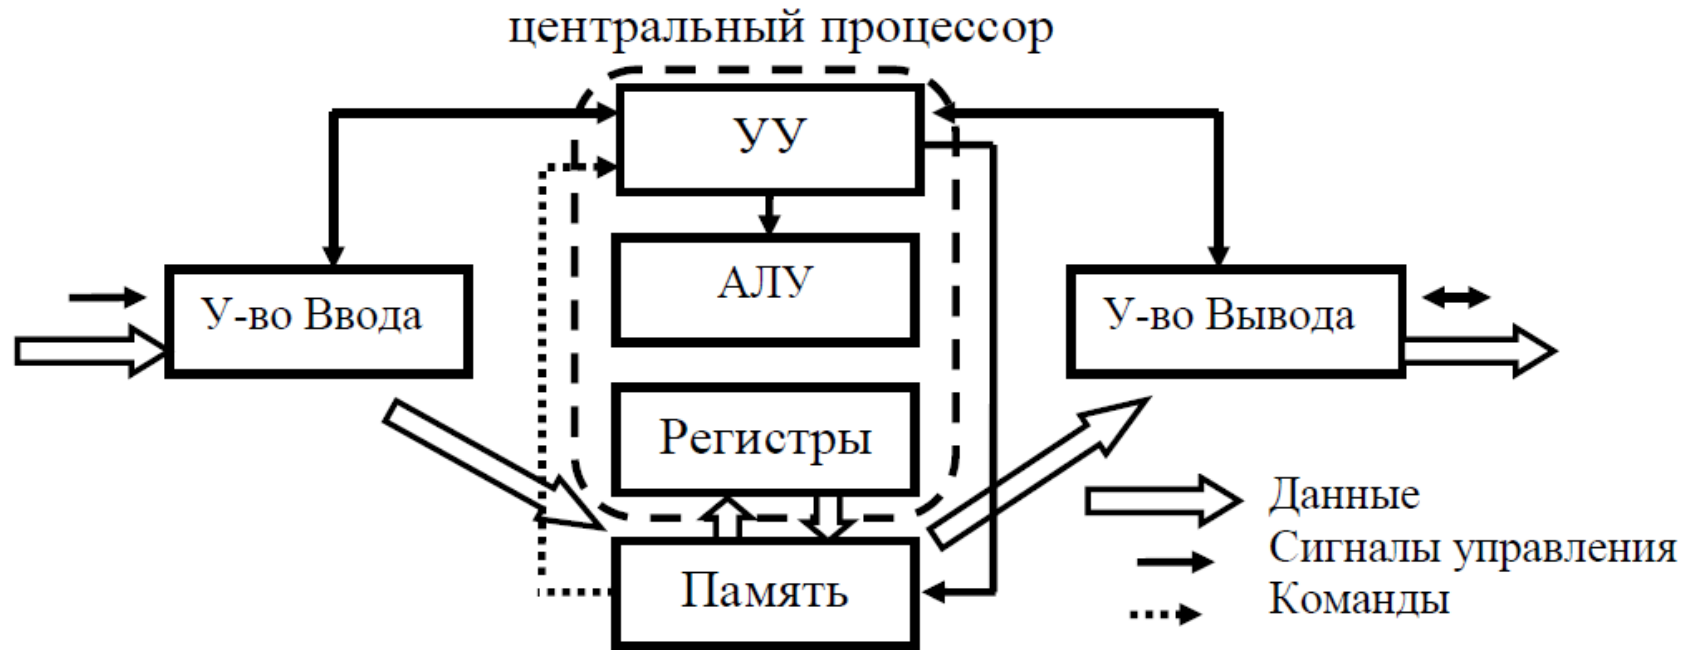 центральный процессор
УУ
АЛУ
У-во Ввода
У-во Вывода
Регистры
Память
Данные
Сигналы управления
Команды